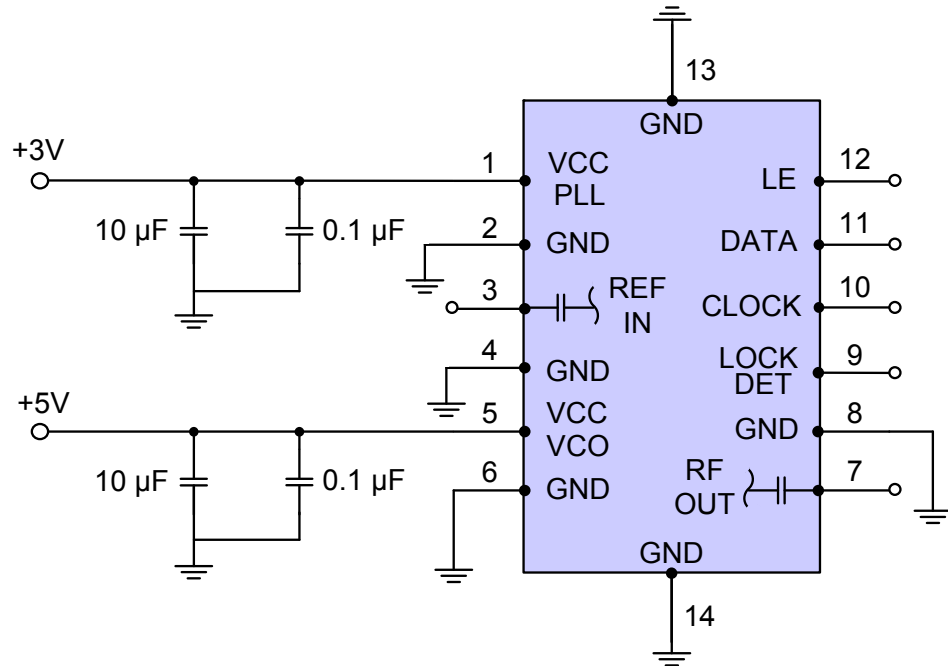 13
GND
+3V
1
VCC
PLL
12
LE
10 µF
0.1 µF
2
GND
11
DATA
3
REF
IN
10
CLOCK
4
GND
9
LOCK
DET
+5V
5
VCC
VCO
8
GND
10 µF
0.1 µF
6
GND
7
RF
OUT
GND
14